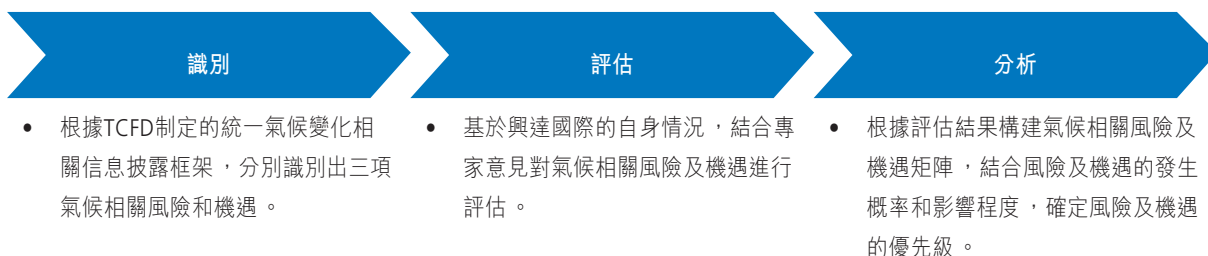 識別
• 根據TCFD制定的統一氣候變化相
關信息披露框架，分別識別出三項
氣候相關風險和機遇。
評估
• 基於興達國際的自身情況，結合專
家意見對氣候相關風險及機遇進行
評估。
分析
• 根據評估結果構建氣候相關風險及
機遇矩陣，結合風險及機遇的發生
概率和影響程度，確定風險及機遇
的優先級。